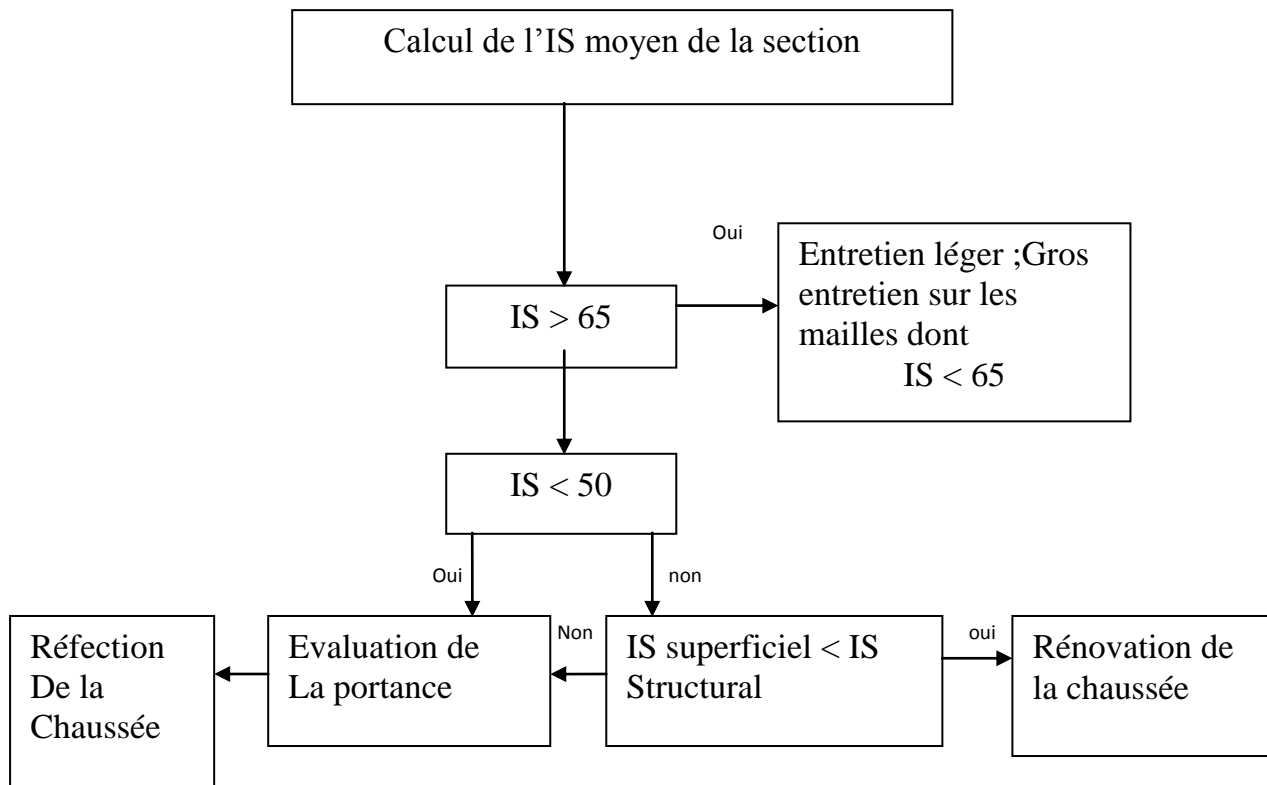 Calcul de l’IS moyen de la section
Oui
Entretien léger ;Gros
entretien sur les
mailles dont
IS < 65
IS > 65
IS < 50
Oui
non
Réfection
De la
Chaussée
Evaluation de
La portance
Non
IS superficiel < IS
Structural
oui
Rénovation de
la chaussée